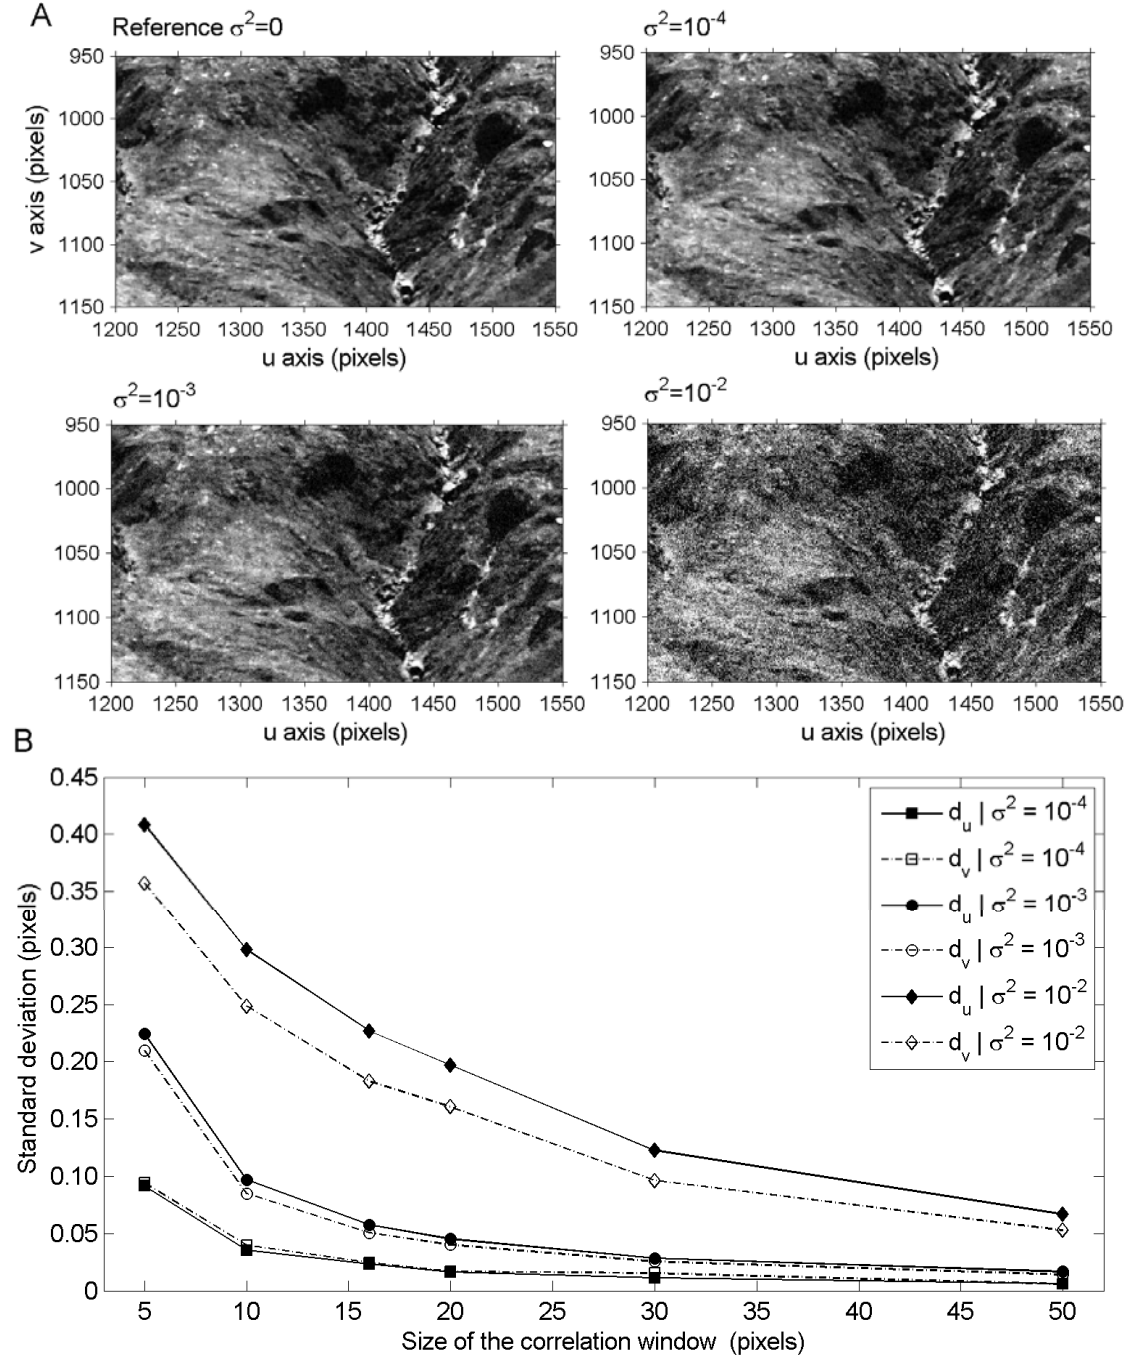 A
Reference σ²=0
σ²=10⁻⁴
950
1000
1050
1100
1150
v axis (pixels)
1200 1250 1300 1350 1400 1450 1500 1550
u axis (pixels)
950
1000
1050
1100
1150
1200 1250 1300 1350 1400 1450 1500 1550
u axis (pixels)
σ²=10⁻³
σ²=10⁻²
950
1000
1050
1100
1150
1200 1250 1300 1350 1400 1450 1500 1550
u axis (pixels)
950
1000
1050
1100
1150
1200 1250 1300 1350 1400 1450 1500 1550
u axis (pixels)
B
0.45
0.40
0.35
0.30
0.25
0.20
0.15
0.10
0.05
0
Standard deviation (pixels)
d_u | σ² = 10⁻⁴
d_v | σ² = 10⁻⁴
d_u | σ² = 10⁻³
d_v | σ² = 10⁻³
d_u | σ² = 10⁻²
d_v | σ² = 10⁻²
5 10 15 20 25 30 35 40 45 50
Size of the correlation window (pixels)